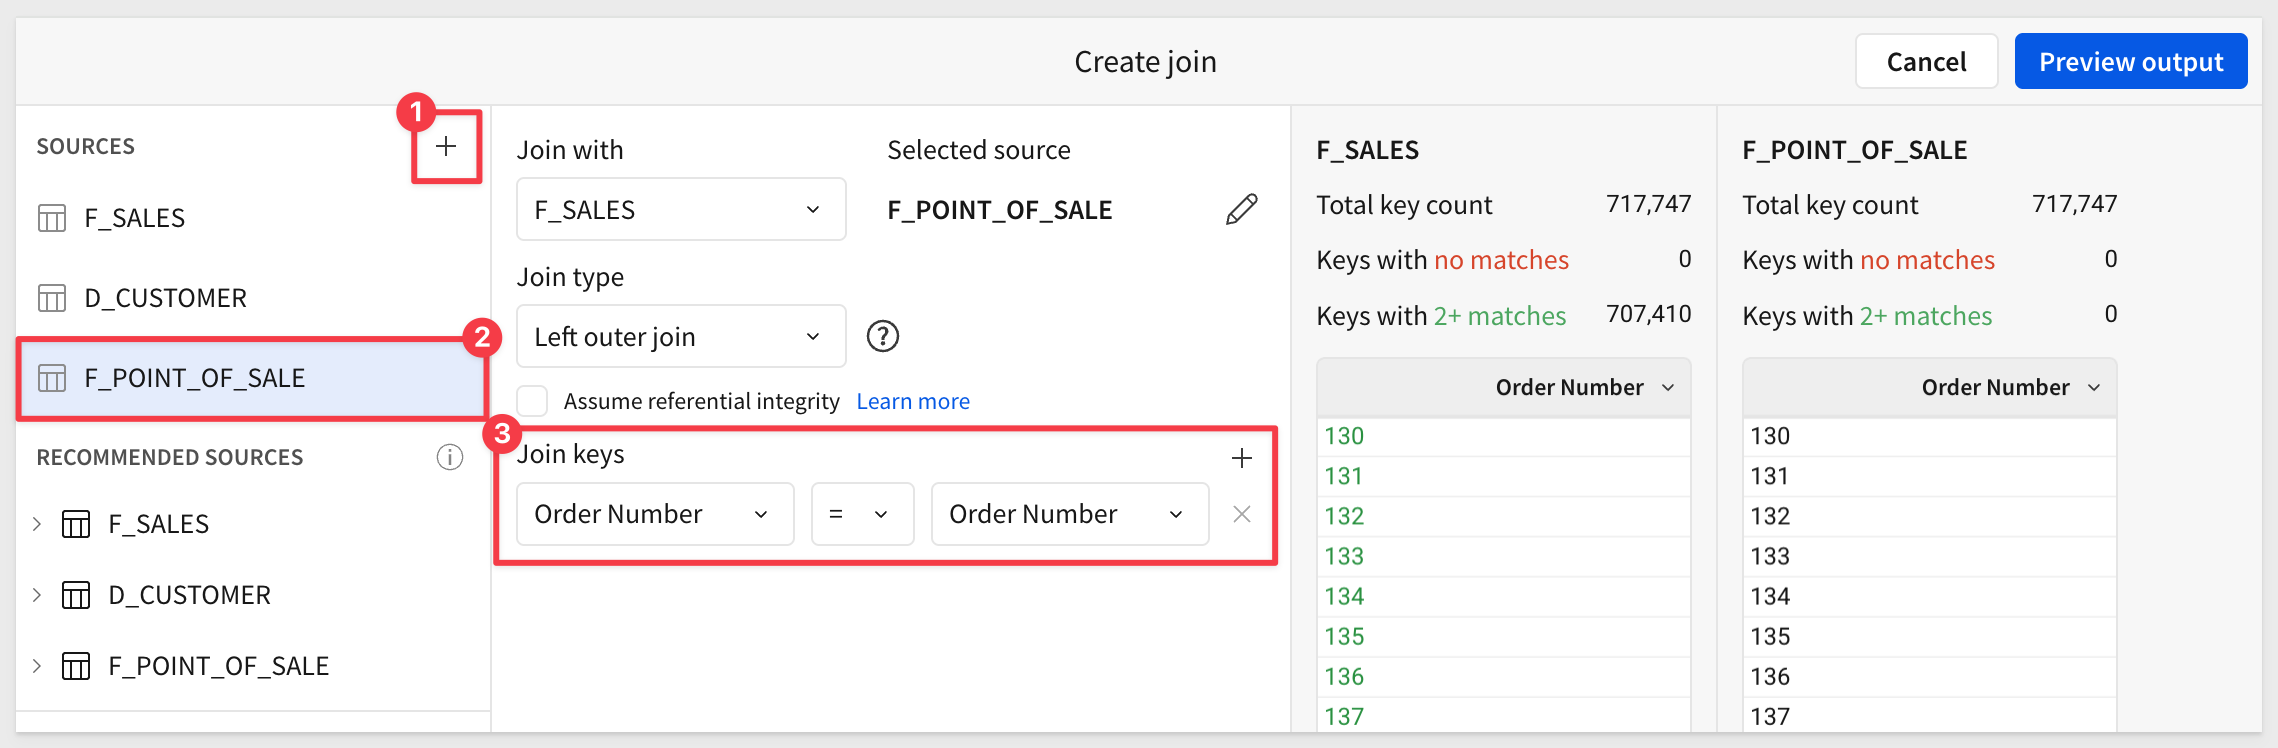 Create join
Cancel
Preview output
1
SOURCES
F_SALES
D_CUSTOMER
2
F_POINT_OF_SALE
RECOMMENDED SOURCES
F_SALES
D_CUSTOMER
F_POINT_OF_SALE
Join with
Selected source
F_SALES
F_POINT_OF_SALE
Join type
Left outer join
Assume referential integrity Learn more
3
Join keys
Order Number = Order Number
F_SALES
Total key count 717,747
Keys with no matches 0
Keys with 2+ matches 707,410
Order Number
130
131
132
133
134
135
136
137
F_POINT_OF_SALE
Total key count 717,747
Keys with no matches 0
Keys with 2+ matches 0
Order Number
130
131
132
133
134
135
136
137